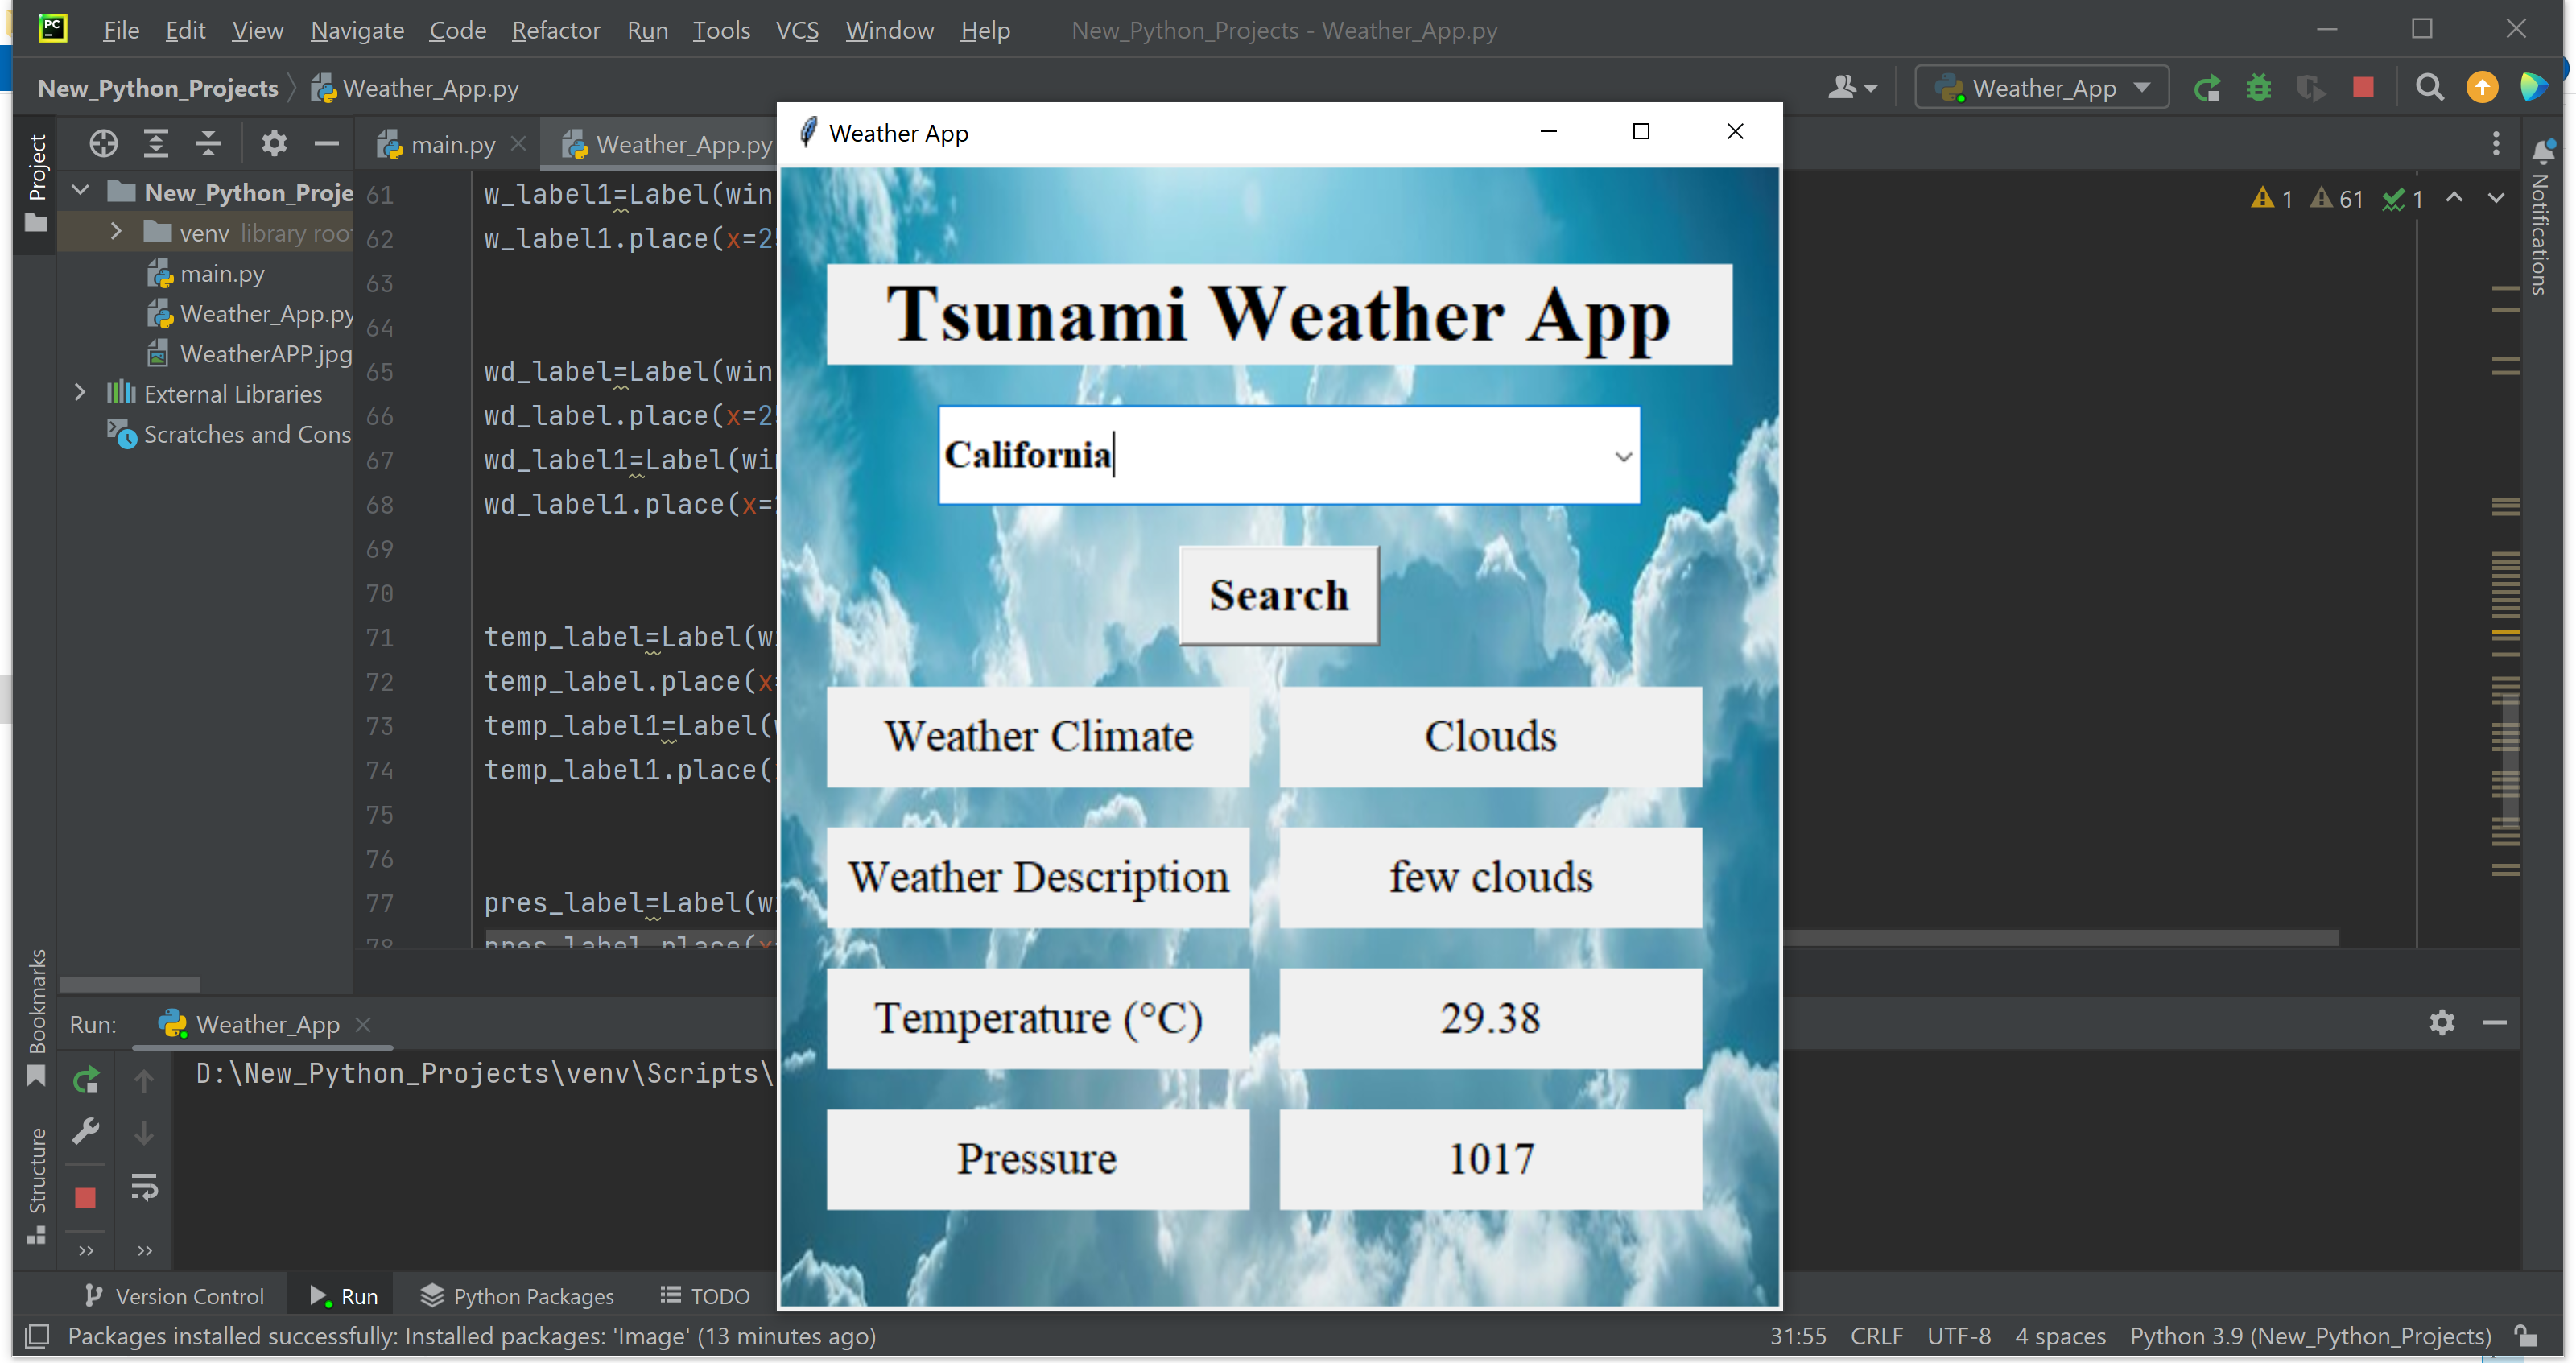 PC
File Edit View Navigate Code Refactor Run Tools VCS Window Help New_Python_Projects - Weather_App.py
New_Python_Projects Weather_App.py
Weather_App
Project
New_Python_Proje
venv library roo
main.py
Weather_App.py
WeatherAPP.jpg
External Libraries
Scratches and Cons
main.py Weather_App.py
61 w_label1=Label(win
62 w_label1.place(x=2
63
64
65 wd_label=Label(win
66 wd_label.place(x=2
67 wd_label1=Label(wi
68 wd_label1.place(x=
69
70
71 temp_label=Label(w
72 temp_label.place(x
73 temp_label1=Label(
74 temp_label1.place(
75
76
77 pres_label=Label(w
78 pres_label.place(x
1 61 1
Notifications
Weather App
Tsunami Weather App
California
Search
Weather Climate Clouds
Weather Description few clouds
Temperature (°C) 29.38
Pressure 1017
Bookmarks
Structure
Run: Weather_App
D:\New_Python_Projects\venv\Scripts\
Version Control Run Python Packages TODO
Packages installed successfully: Installed packages: 'Image' (13 minutes ago)
31:55 CRLF UTF-8 4 spaces Python 3.9 (New_Python_Projects)